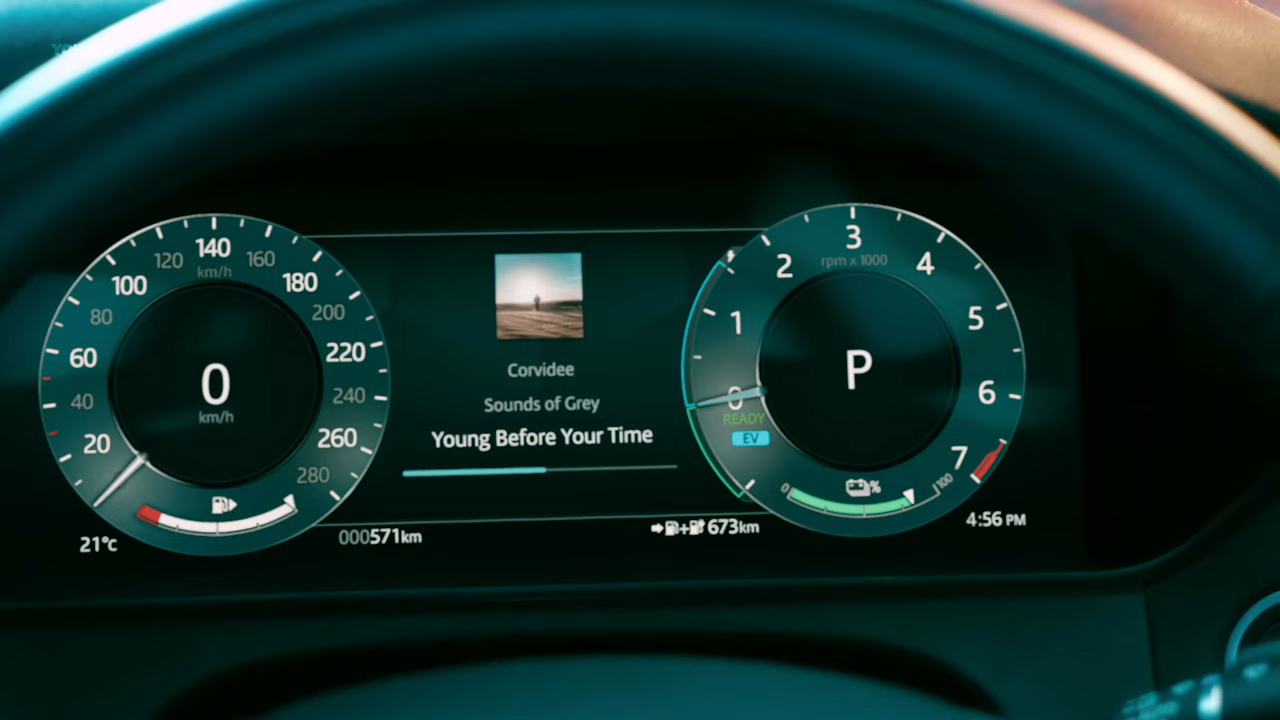 140
120 160
km/h
100 180
80 200
60 220
0
40 240
km/h
20 260
280
21°C
000571km
Corvidee
Sounds of Grey
Young Before Your Time
673km
3
rpm x 1000
2 4
1 5
P
0 6
READY
EV
7
0 % 100
4:56 PM